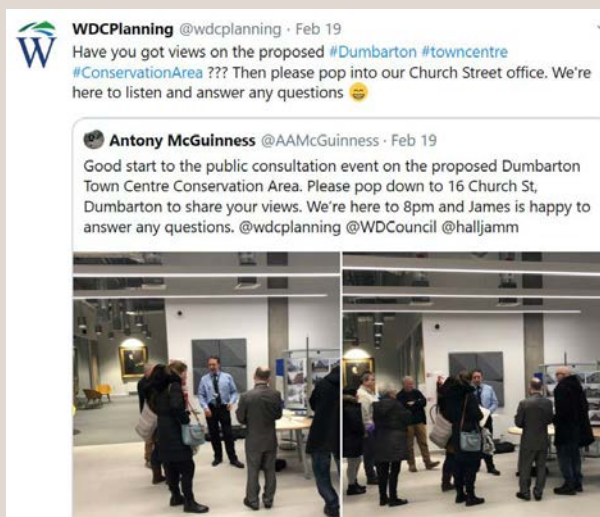 WDCPlanning @wdcplanning · Feb 19
Have you got views on the proposed #Dumbarton #towncentre
#ConservationArea ??? Then please pop into our Church Street office. We're
here to listen and answer any questions 😄
Antony McGuinness @AAMcGuinness · Feb 19
Good start to the public consultation event on the proposed Dumbarton
Town Centre Conservation Area. Please pop down to 16 Church St,
Dumbarton to share your views. We're here to 8pm and James is happy to
answer any questions. @wdcplanning @WDCouncil @halljamm